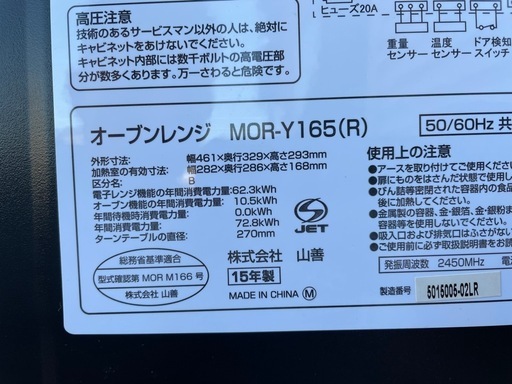 高圧注意
技術のあるサービスマン以外の人は、絶対に
キャビネットをあけないでください。
キャビネット内部には数千ボルトの高電圧部
分が数多くあります。万一さわると危険です。
ヒューズ20A
重量
センサー
温度
センサー
ドア検知
スイッチ
オーブンレンジ MOR-Y165(R)
50/60Hz 共
外形寸法: 幅461×奥行329×高さ293mm
加熱室の有効寸法: 幅282×奥行286×高さ168mm
区分名: B
電子レンジ機能の年間消費電力量:62.3kWh
オーブン機能の年間消費電力量: 10.5kWh
年間待機時消費電力量: 0.0kWh
年間消費電力量: 72.8kWh
ターンテーブルの直径: 270mm
S
JET
総務省基準適合
型式確認第 MOR M166 号
株式会社 山善
株式会社 山善
15年製
MADE IN CHINA M
使用上の注意
●アースを取り付けてご使用
●扉にものをはさんだ状態で使用し
●びん詰等密閉された容器内の食品
後に加熱してください。
●金属製の容器、金・銀箔、金・銀粉
●吸入口および排気口はふさがな
●ご使用前に必ず取扱説明書をお
発振周波数 2450MHz
製造番号 5015005-02LR